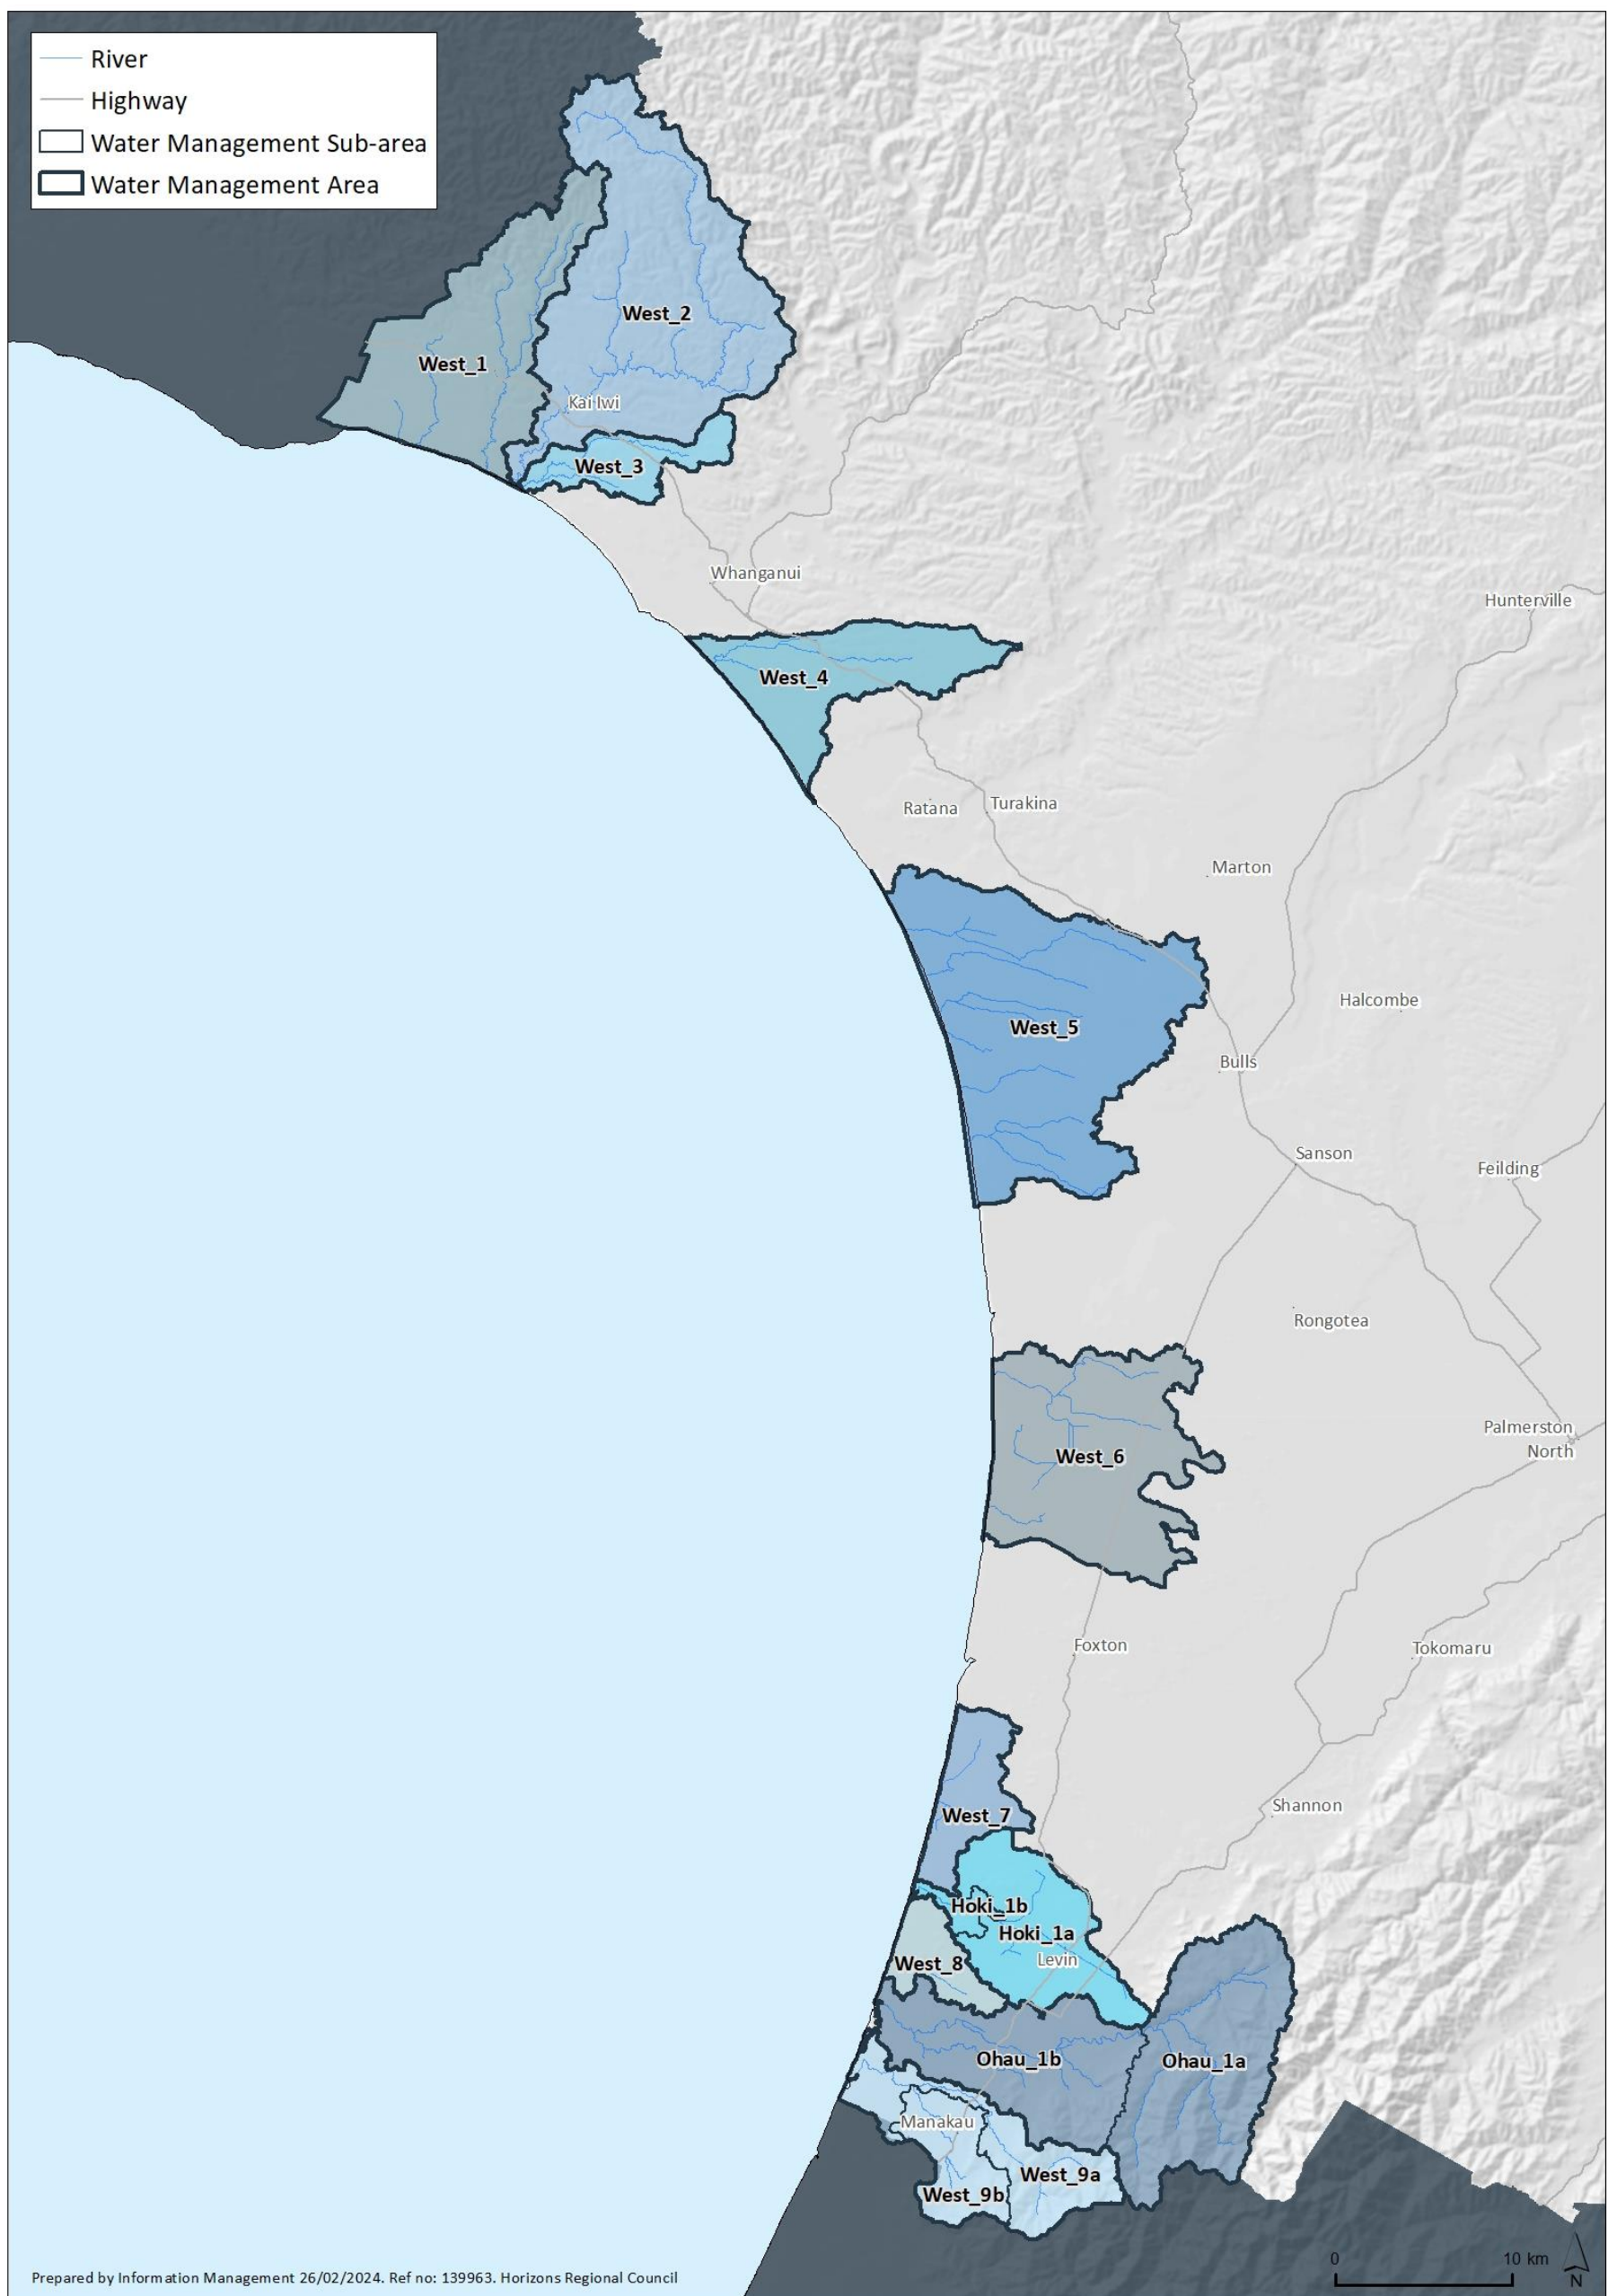 River
Highway
Water Management Sub-area
Water Management Area
West_2
West_1
Kai Iwi
West_3
Whanganui
Hunterville
West_4
Ratana
Turakina
Marton
Halcombe
West_5
Bulls
Sanson
Feilding
Rongotea
Palmerston
North
West_6
Foxton
Tokomaru
Shannon
West_7
Hoki_1b
Hoki_1a
Levin
West_8
Ohau_1b
Ohau_1a
Manakau
West_9a
West_9b
0 10 km
N
Prepared by Information Management 26/02/2024. Ref no: 139963. Horizons Regional Council